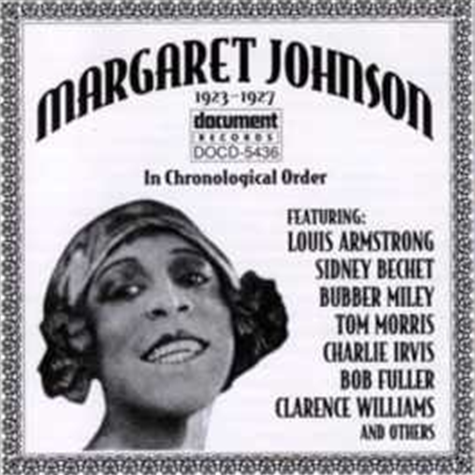 MARGARET JOHNSON
1923-1927
document
RECORDS
DOCD-5436
In Chronological Order
FEATURING:
LOUIS ARMSTRONG
SIDNEY BECHET
BUBBER MILEY
TOM MORRIS
CHARLIE IRVIS
BOB FULLER
CLARENCE WILLIAMS
AND OTHERS